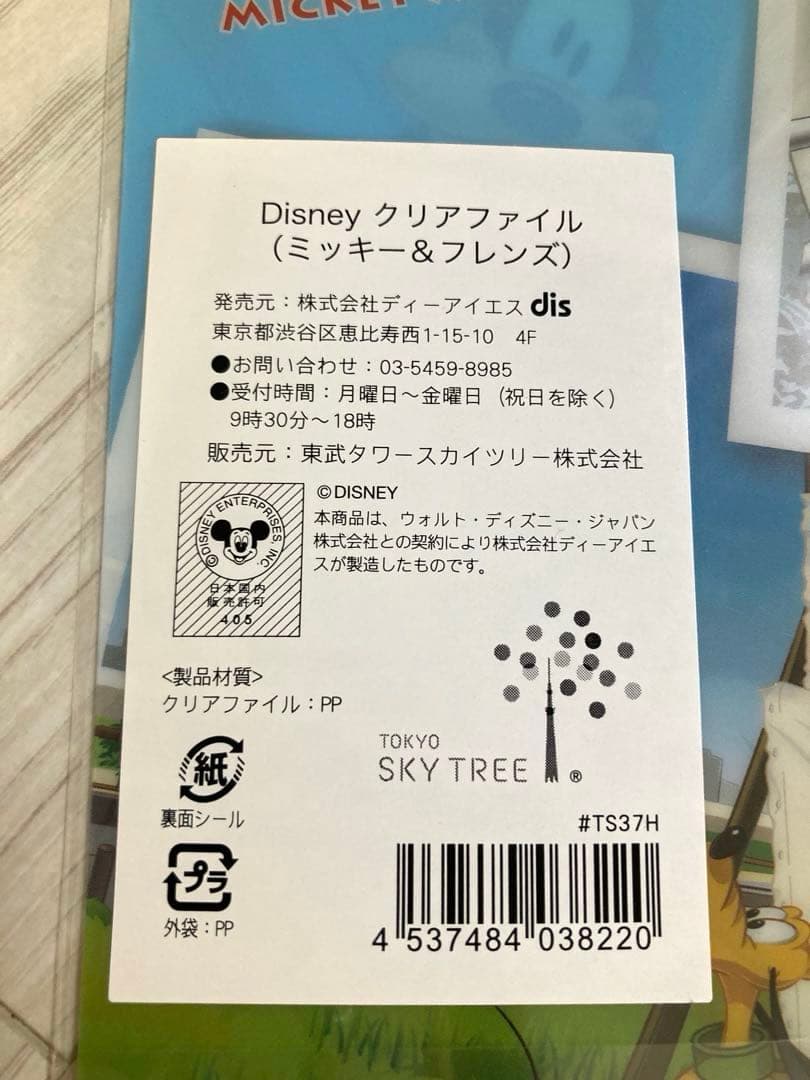 MICKEY
Disney クリアファイル
（ミッキー＆フレンズ）
発売元：株式会社ディーアイエス dis
東京都渋谷区恵比寿西1-15-10 4F
●お問い合わせ：03-5459-8985
●受付時間：月曜日～金曜日（祝日を除く）
9時30分～18時
販売元：東武タワースカイツリー株式会社
©DISNEY ENTERPRISES, INC.
日本国内
販売許可
405
©DISNEY
本商品は、ウォルト・ディズニー・ジャパン
株式会社との契約により株式会社ディーアイエ
スが製造したものです。
<製品材質>
クリアファイル：PP
紙
裏面シール
プラ
外袋：PP
TOKYO
SKY TREE ®
#TS37H
4 537484 038220